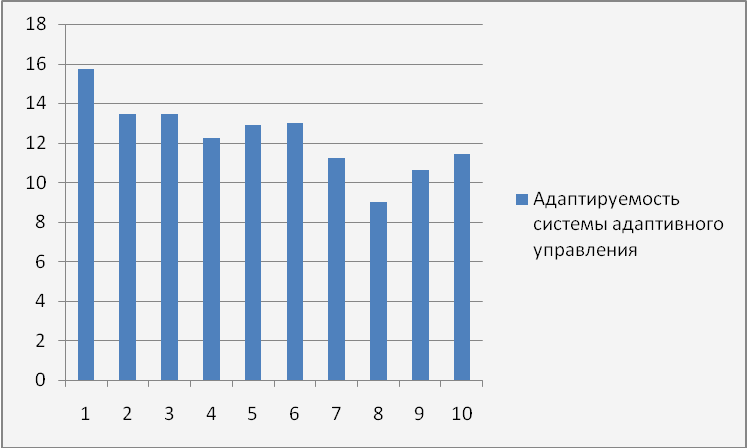 18
16
14
12
10
8
6
4
2
0
1 2 3 4 5 6 7 8 9 10
Адаптируемость
системы адаптивного
управления